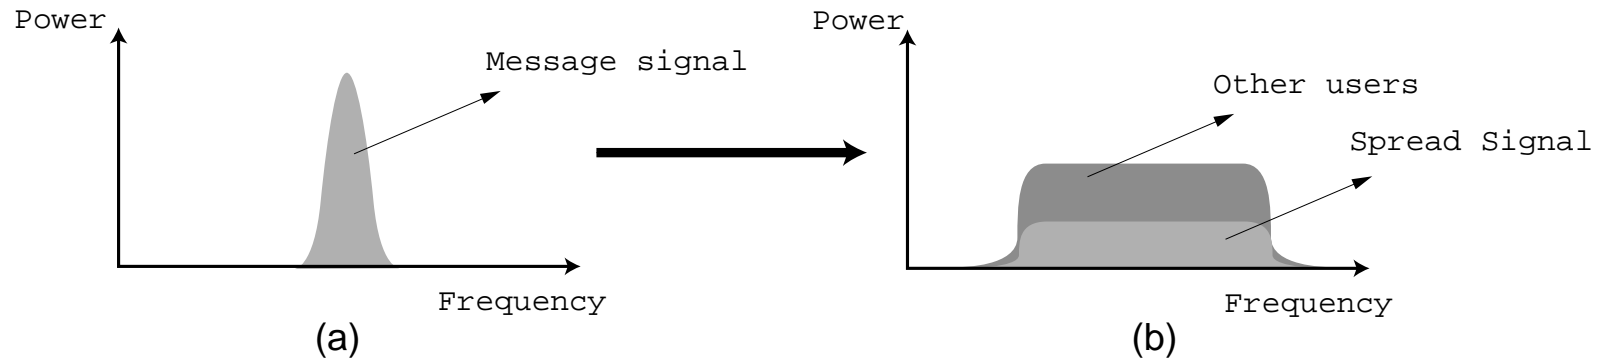 Power
Message signal
Frequency
(a)
Power
Other users
Spread Signal
Frequency
(b)